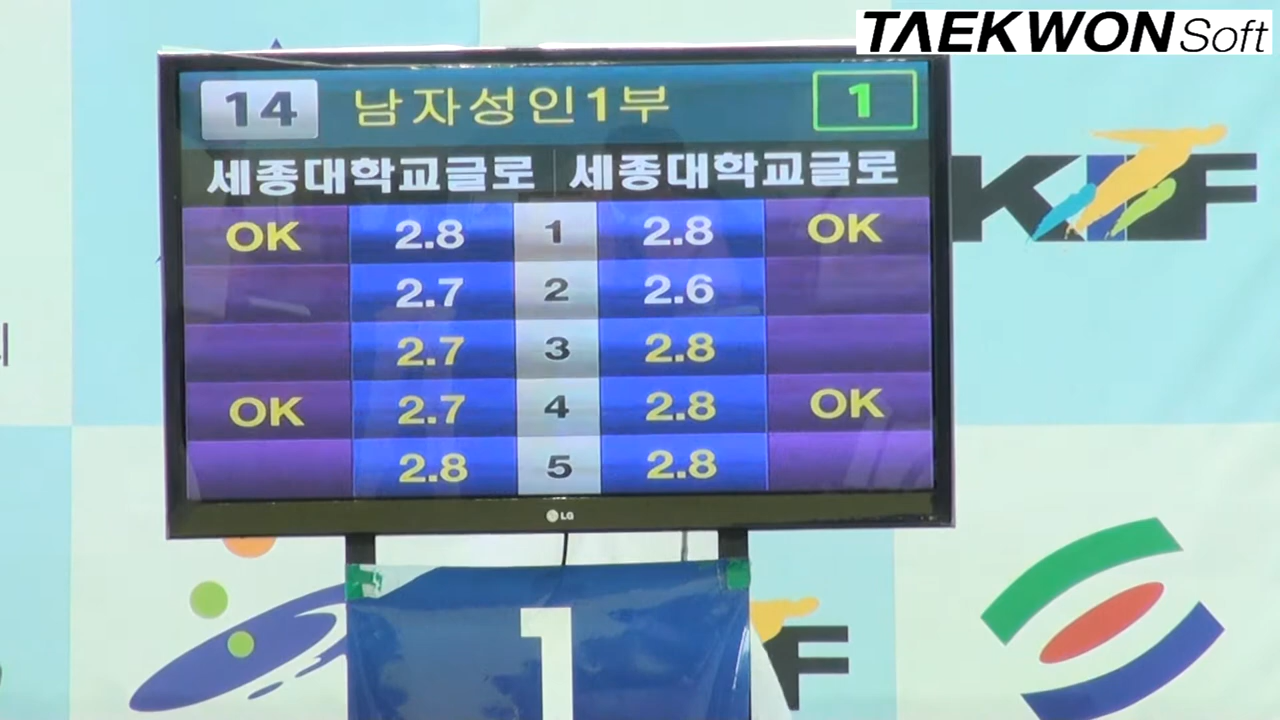 TAEKWON Soft
14 남자성인1부 1
세종대학교글로 세종대학교글로
OK 2.8 1 2.8 OK
2.7 2 2.6
2.7 3 2.8
OK 2.7 4 2.8 OK
2.8 5 2.8
LG
1